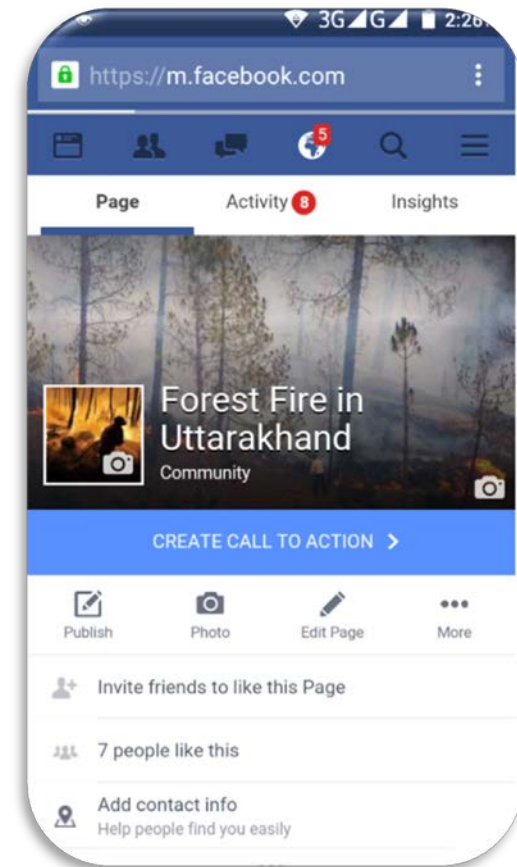 3G G 2:26
https://m.facebook.com
5
Page Activity 8 Insights
Forest Fire in
Uttarakhand
Community
CREATE CALL TO ACTION
Publish Photo Edit Page More
Invite friends to like this Page
7 people like this
Add contact info
Help people find you easily